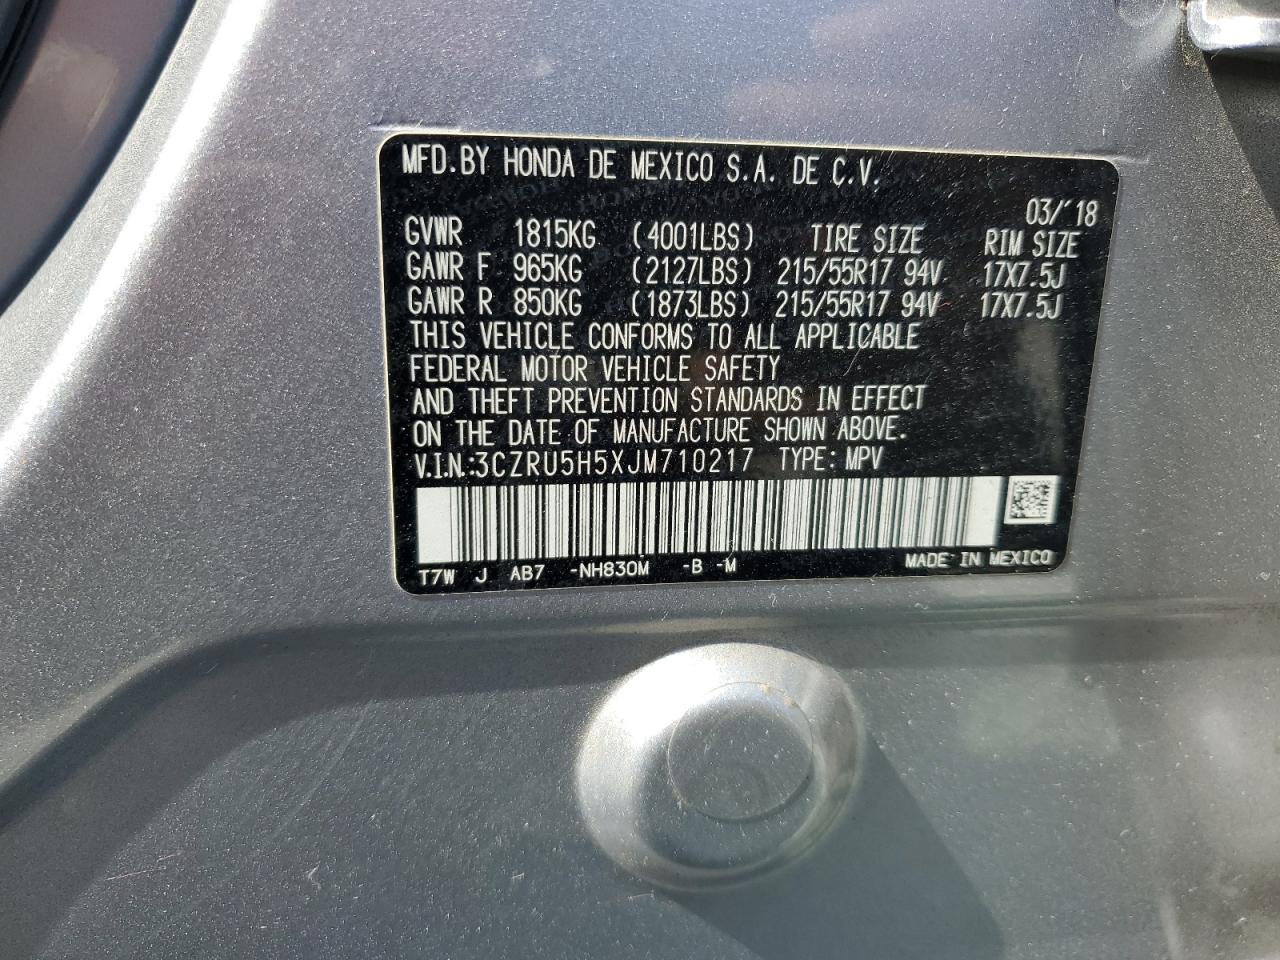 MFD.BY HONDA DE MEXICO S.A. DE C.V.
03/'18
GVWR 1815KG (4001LBS) TIRE SIZE RIM SIZE
GAWR F 965KG (2127LBS) 215/55R17 94V 17X7.5J
GAWR R 850KG (1873LBS) 215/55R17 94V 17X7.5J
THIS VEHICLE CONFORMS TO ALL APPLICABLE
FEDERAL MOTOR VEHICLE SAFETY
AND THEFT PREVENTION STANDARDS IN EFFECT
ON THE DATE OF MANUFACTURE SHOWN ABOVE.
V.I.N.:3CZRU5H5XJM710217 TYPE: MPV
T7W J AB7 -NH830M -B -M MADE IN MEXICO